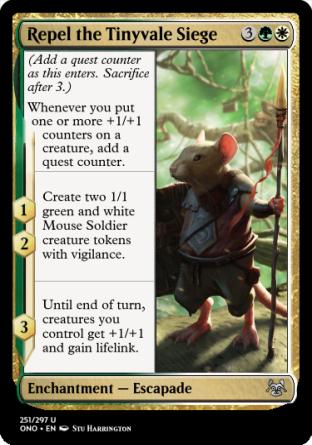 Repel the Tinyvale Siege 3
(Add a quest counter
as this enters. Sacrifice
after 3.)
Whenever you put
one or more +1/+1
counters on a
creature, add a
quest counter.
1
2
Create two 1/1
green and white
Mouse Soldier
creature tokens
with vigilance.
3
Until end of turn,
creatures you
control get +1/+1
and gain lifelink.
Enchantment — Escapade
251/297 U
ONO • EN Stu Harrington